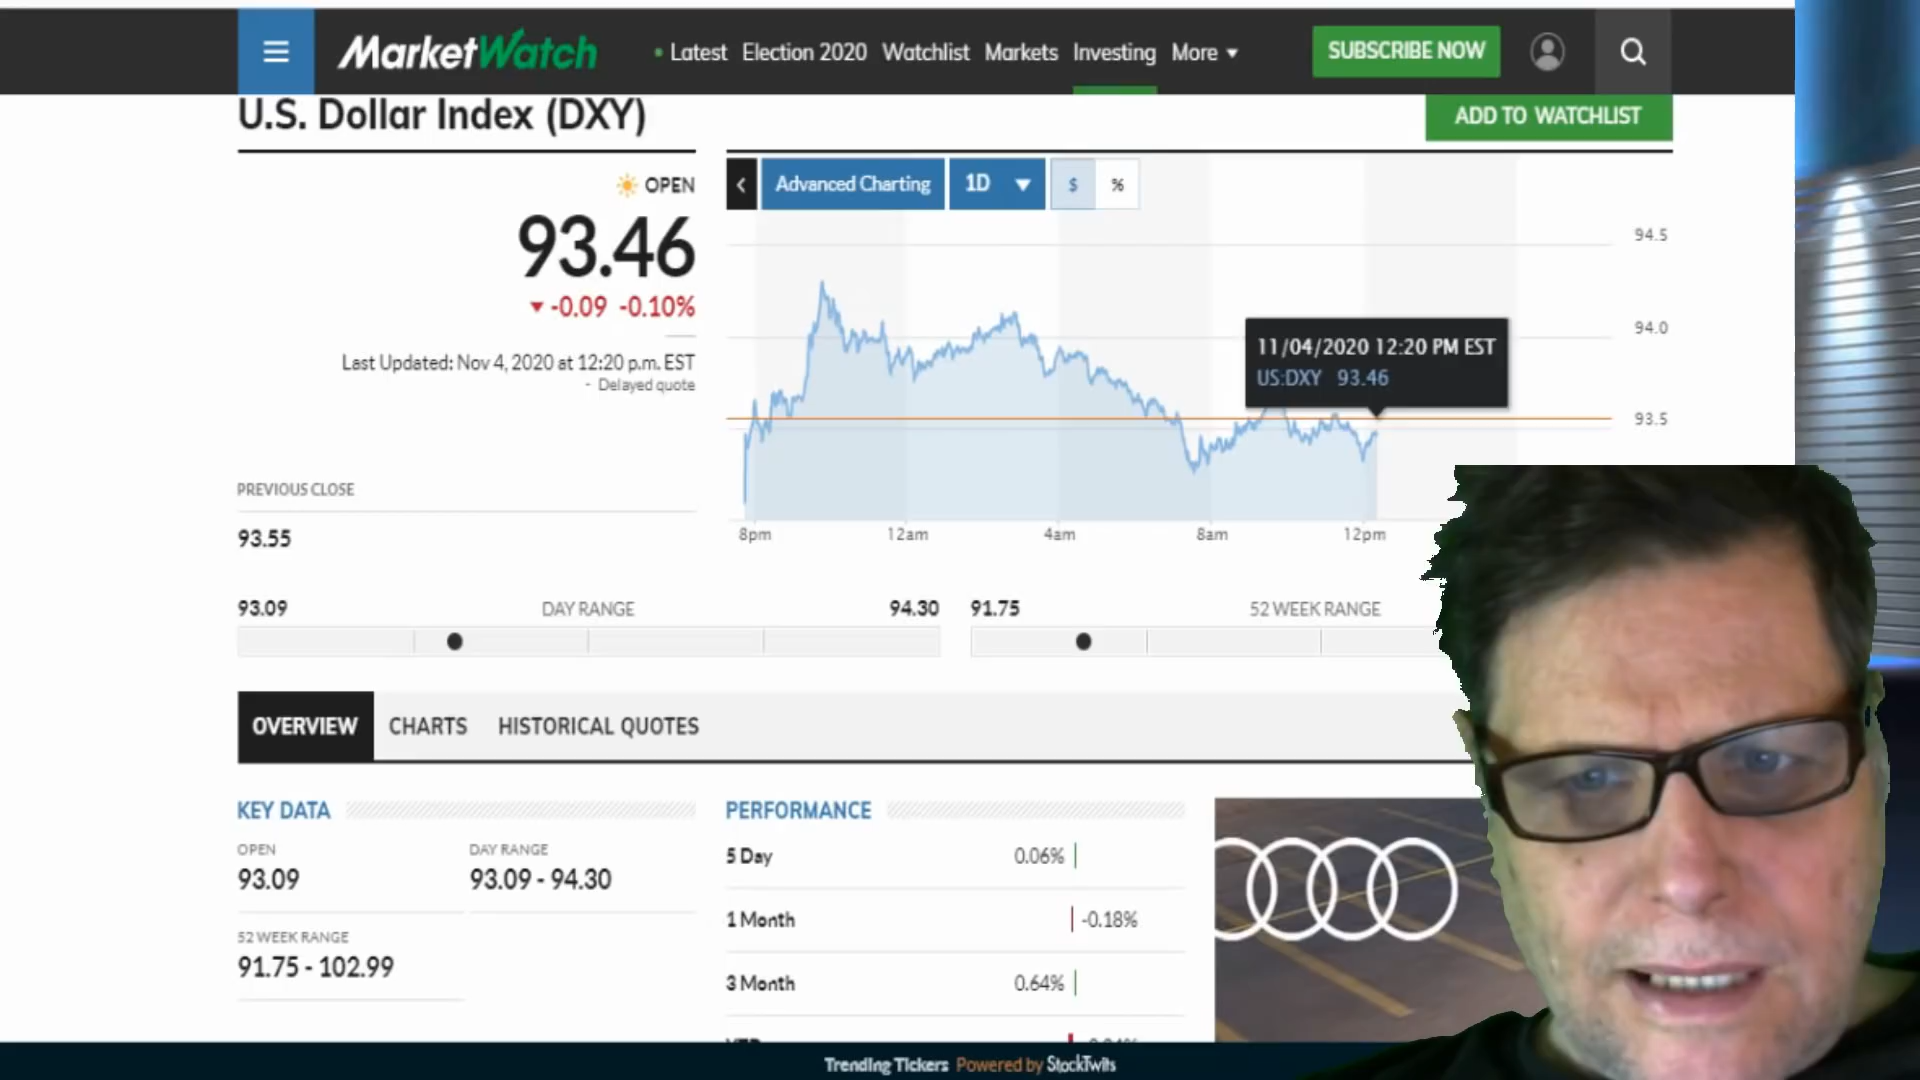 MarketWatch
Latest Election 2020 Watchlist Markets Investing More
SUBSCRIBE NOW
U.S. Dollar Index (DXY)
ADD TO WATCHLIST
OPEN
93.46
-0.09 -0.10%
Last Updated: Nov 4, 2020 at 12:20 p.m. EST
- Delayed quote
Advanced Charting
1D
$
%
94.5
94.0
93.5
11/04/2020 12:20 PM EST
US:DXY 93.46
8pm 12am 4am 8am 12pm
PREVIOUS CLOSE
93.55
93.09 DAY RANGE 94.30
91.75 52 WEEK RANGE
OVERVIEW CHARTS HISTORICAL QUOTES
KEY DATA
OPEN
93.09
DAY RANGE
93.09 - 94.30
52 WEEK RANGE
91.75 - 102.99
PERFORMANCE
5 Day 0.06%
1 Month -0.18%
3 Month 0.64%
Trending Tickers Powered by StockTwits